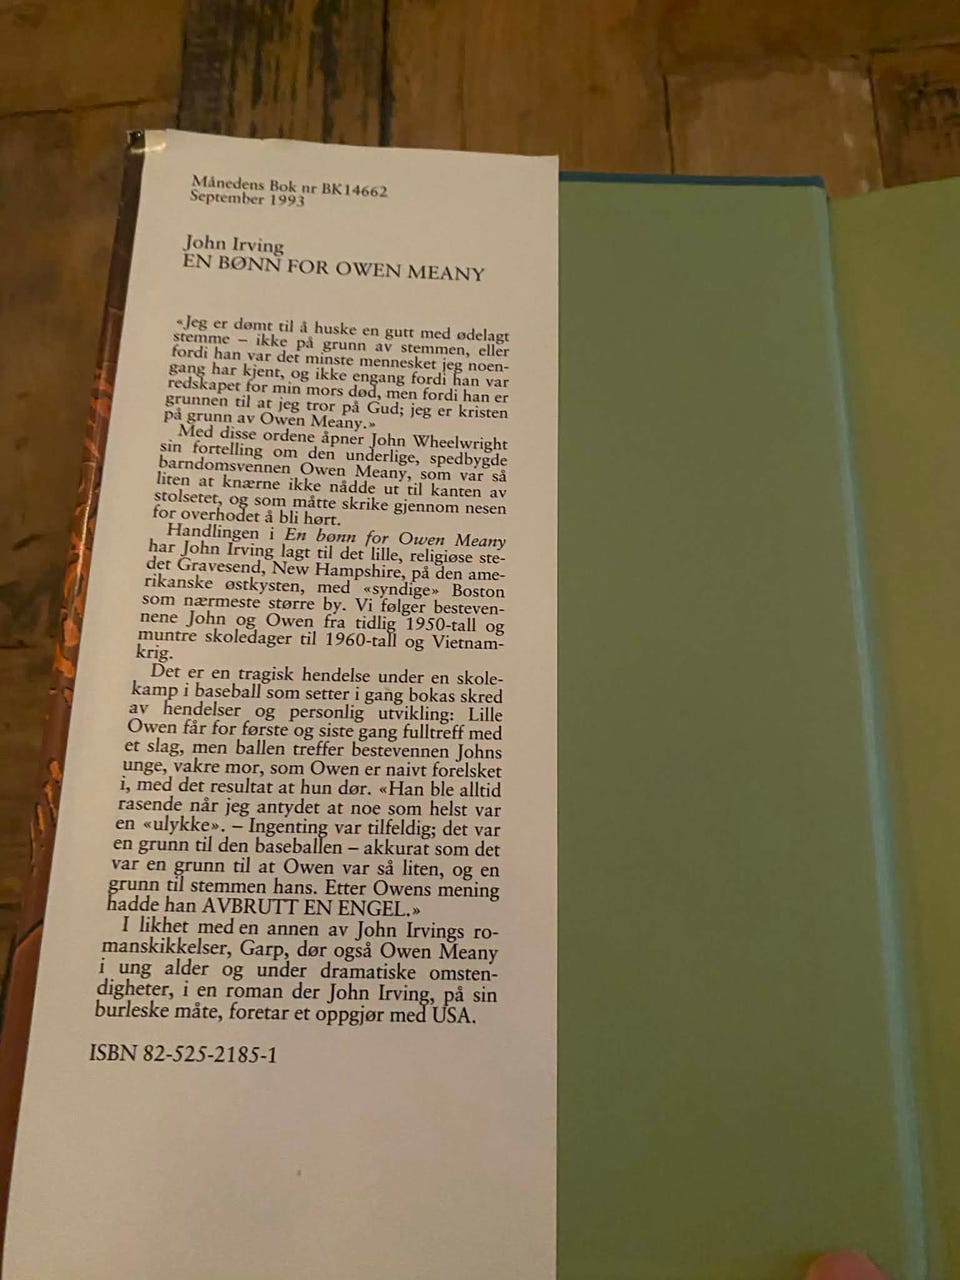 Månedens Bok nr BK14662
September 1993
John Irving
EN BØNN FOR OWEN MEANY
«Jeg er dømt til å huske en gutt med ødelagt
stemme – ikke på grunn av stemmen, eller
fordi han var det minste mennesket jeg noen-
gang har kjent, og ikke engang fordi han var
redskapet for min mors død, men fordi han er
grunnen til at jeg tror på Gud; jeg er kristen
på grunn av Owen Meany.»
Med disse ordene åpner John Wheelwright
sin fortelling om den underlige, spedbygde
barndomsvennen Owen Meany, som var så
liten at knærne ikke nådde ut til kanten av
stolsetet, og som måtte skrike gjennom nesen
for overhodet å bli hørt.
Handlingen i En bønn for Owen Meany
har John Irving lagt til det lille, religiøse ste-
det Gravesend, New Hampshire, på den ame-
rikanske østkysten, med «syndige» Boston
som nærmeste større by. Vi følger besteven-
nene John og Owen fra tidlig 1950-tall og
muntre skoledager til 1960-tall og Vietnam-
krig.
Det er en tragisk hendelse under en skole-
kamp i baseball som setter i gang bokas skred
av hendelser og personlig utvikling: Lille
Owen får for første og siste gang fulltreff med
et slag, men ballen treffer bestevennen Johns
unge, vakre mor, som Owen er naivt forelsket
i, med det resultat at hun dør. «Han ble alltid
rasende når jeg antydet at noe som helst var
en «ulykke». – Ingenting var tilfeldig; det var
en grunn til den baseballen – akkurat som det
var en grunn til at Owen var så liten, og en
grunn til stemmen hans. Etter Owens mening
hadde han AVBRUTT EN ENGEL.»
I likhet med en annen av John Irvings ro-
manskikkelser, Garp, dør også Owen Meany
i ung alder og under dramatiske omsten-
digheter, i en roman der John Irving, på sin
burleske måte, foretar et oppgjør med USA.
ISBN 82-525-2185-1